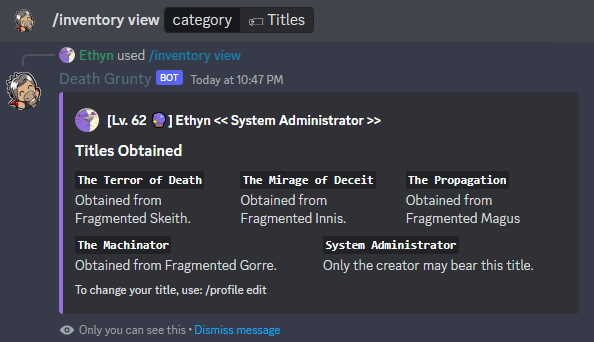 /inventory view category Titles
Ethyn used /inventory view
Death Grunty BOT Today at 10:47 PM
[Lv. 62 🔮] Ethyn << System Administrator >>
Titles Obtained
The Terror of Death
Obtained from
Fragmented Skeith.
The Mirage of Deceit
Obtained from
Fragmented Innis.
The Propagation
Obtained from
Fragmented Magus
The Machinator
Obtained from Fragmented Gorre.
System Administrator
Only the creator may bear this title.
To change your title, use: /profile edit
Only you can see this • Dismiss message